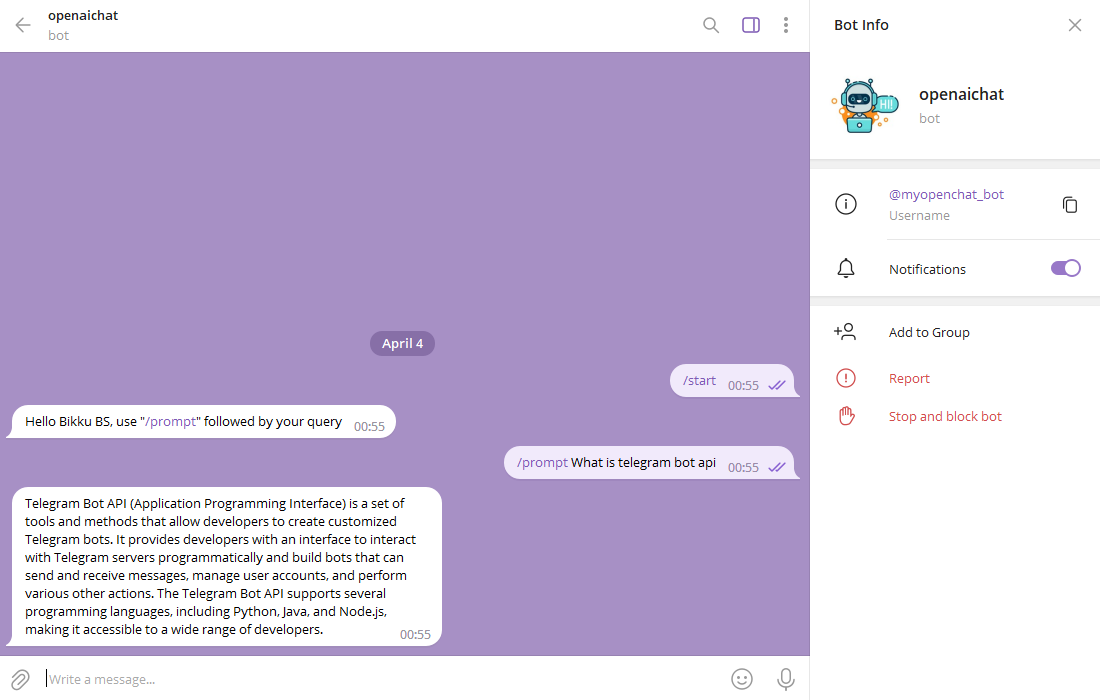 openaichat
bot
April 4
/start 00:55
Hello Bikku BS, use "/prompt" followed by your query 00:55
/prompt What is telegram bot api 00:55
Telegram Bot API (Application Programming Interface) is a set of
tools and methods that allow developers to create customized
Telegram bots. It provides developers with an interface to interact
with Telegram servers programmatically and build bots that can
send and receive messages, manage user accounts, and perform
various other actions. The Telegram Bot API supports several
programming languages, including Python, Java, and Node.js,
making it accessible to a wide range of developers. 00:55
Write a message...
Bot Info
HI!
openaichat
bot
@myopenchat_bot
Username
Notifications
Add to Group
Report
Stop and block bot